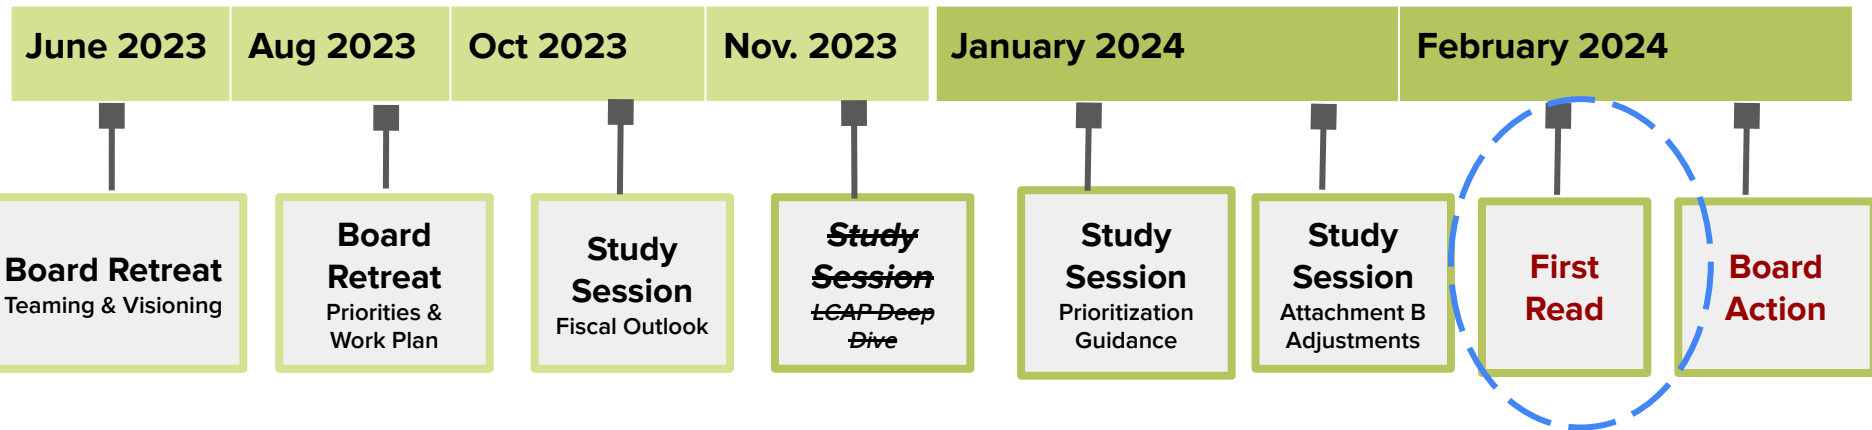 June 2023
Aug 2023
Oct 2023
Nov. 2023
January 2024
February 2024
Board Retreat
Teaming & Visioning
Board
Retreat
Priorities &
Work Plan
Study
Session
Fiscal Outlook
Study
Session
LCAP Deep
Dive
Study
Session
Prioritization
Guidance
Study
Session
Attachment B
Adjustments
First
Read
Board
Action